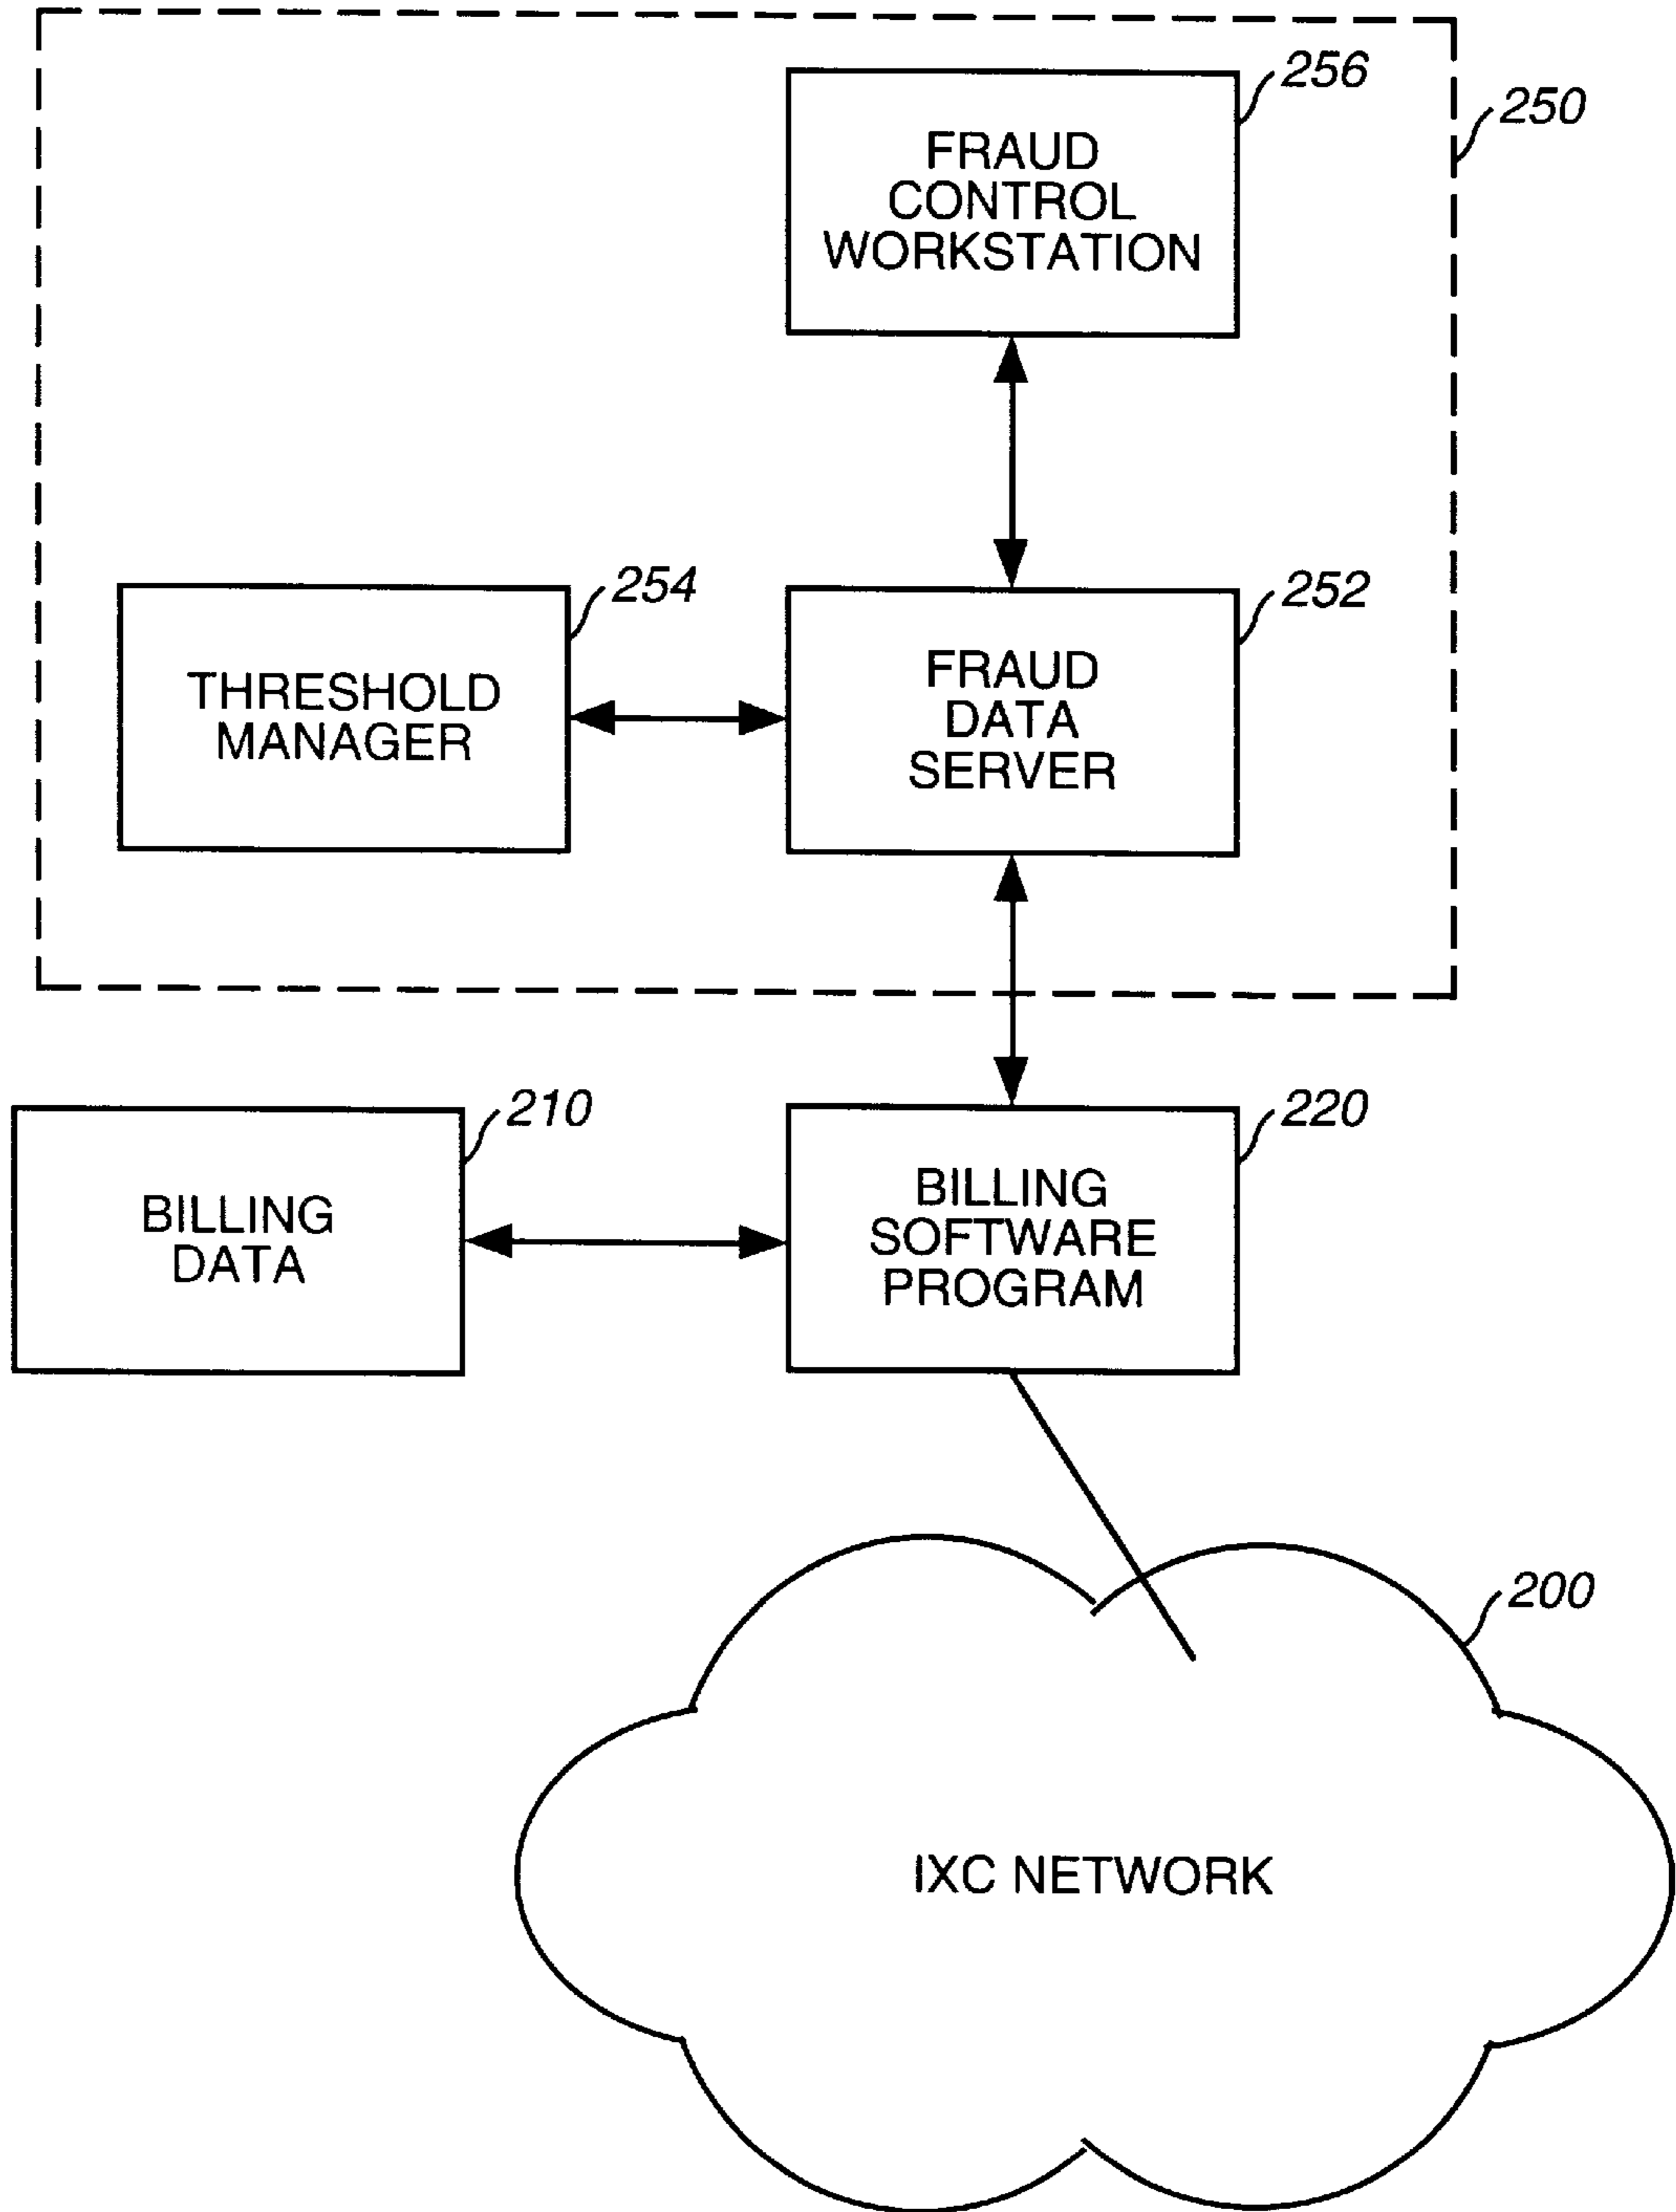 256
250
FRAUD
CONTROL
WORKSTATION
254
252
THRESHOLD
MANAGER
FRAUD
DATA
SERVER
210
220
BILLING
DATA
BILLING
SOFTWARE
PROGRAM
200
IXC NETWORK